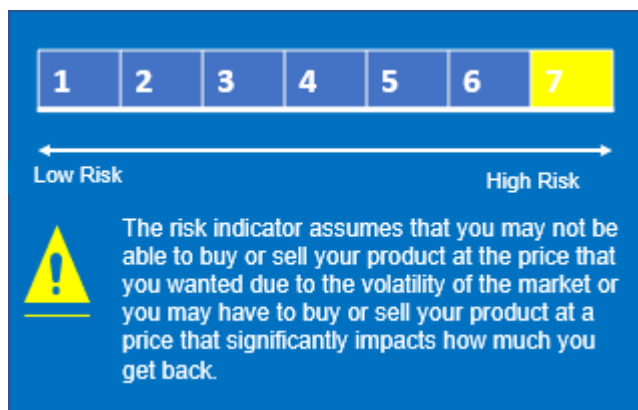 1 2 3 4 5 6 7
Low Risk High Risk
!
The risk indicator assumes that you may not be
able to buy or sell your product at the price that
you wanted due to the volatility of the market or
you may have to buy or sell your product at a
price that significantly impacts how much you
get back.